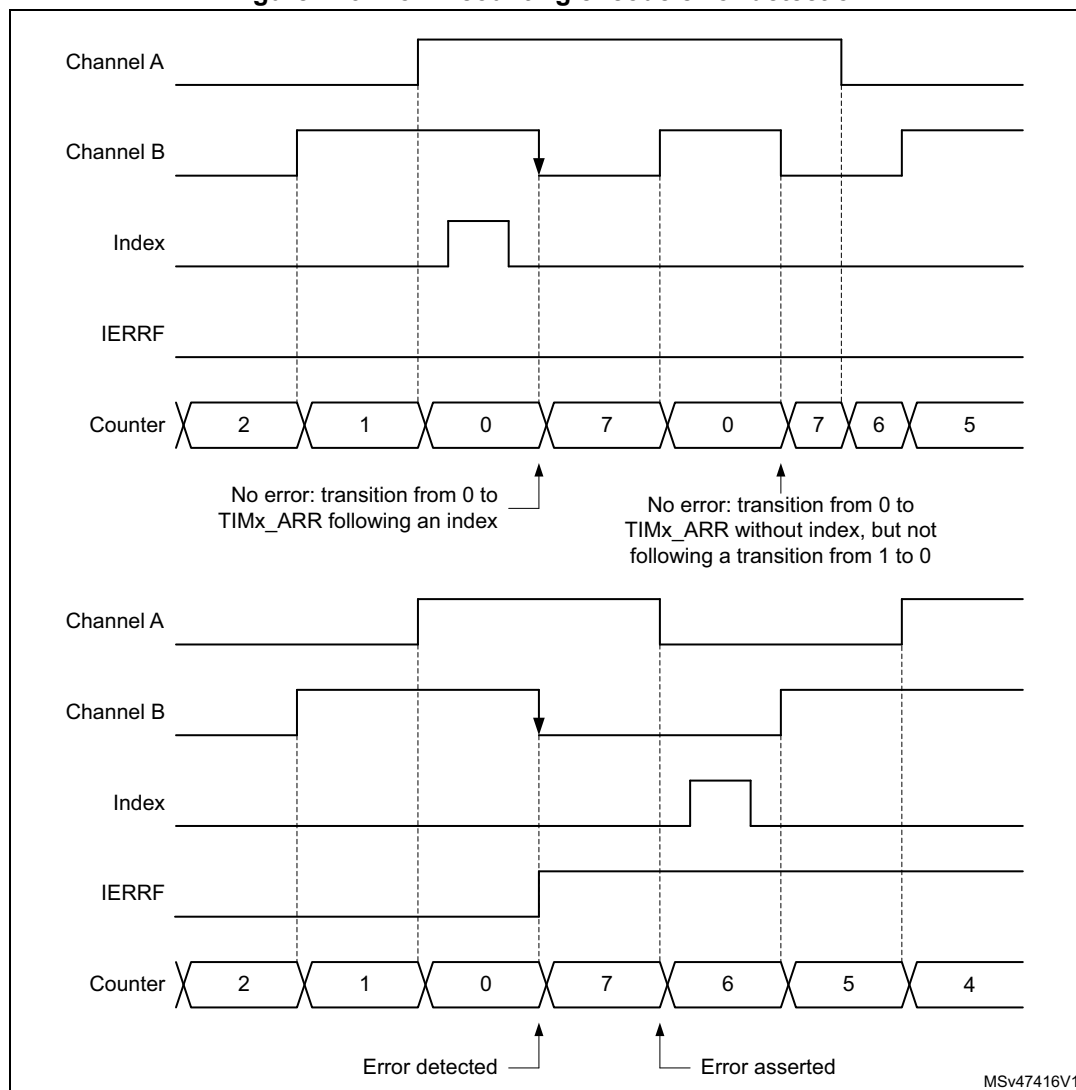 Channel A
Channel B
Index
IERRF
Counter 2 1 0 7 0 7 6 5
No error: transition from 0 to
TIMx_ARR following an index
No error: transition from 0 to
TIMx_ARR without index, but not
following a transition from 1 to 0
Channel A
Channel B
Index
IERRF
Counter 2 1 0 7 6 5 4
Error detected
Error asserted
MSv47416V1